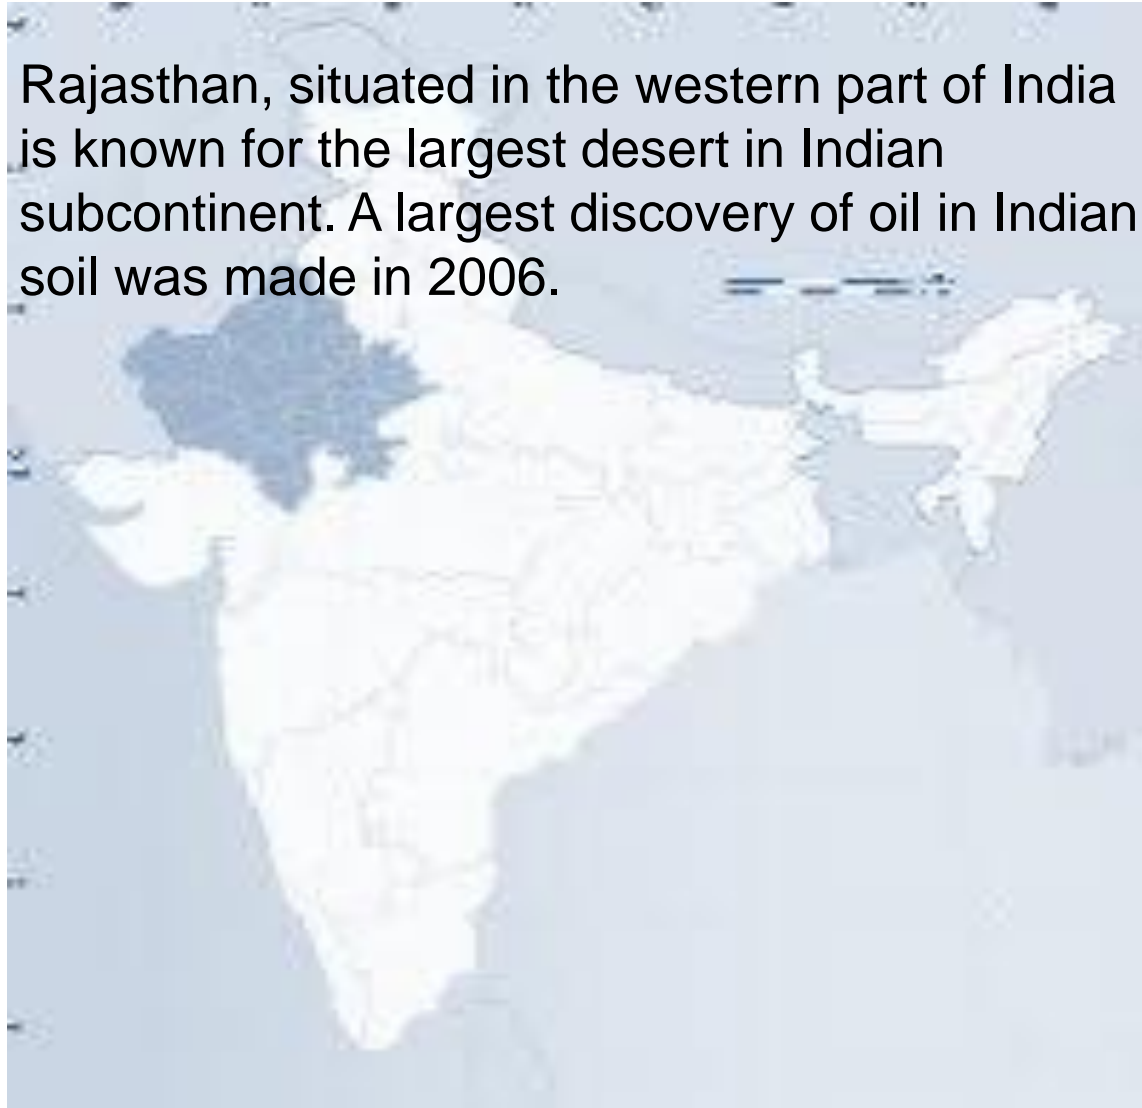 Rajasthan, situated in the western part of India
is known for the largest desert in Indian
subcontinent. A largest discovery of oil in Indian
soil was made in 2006.